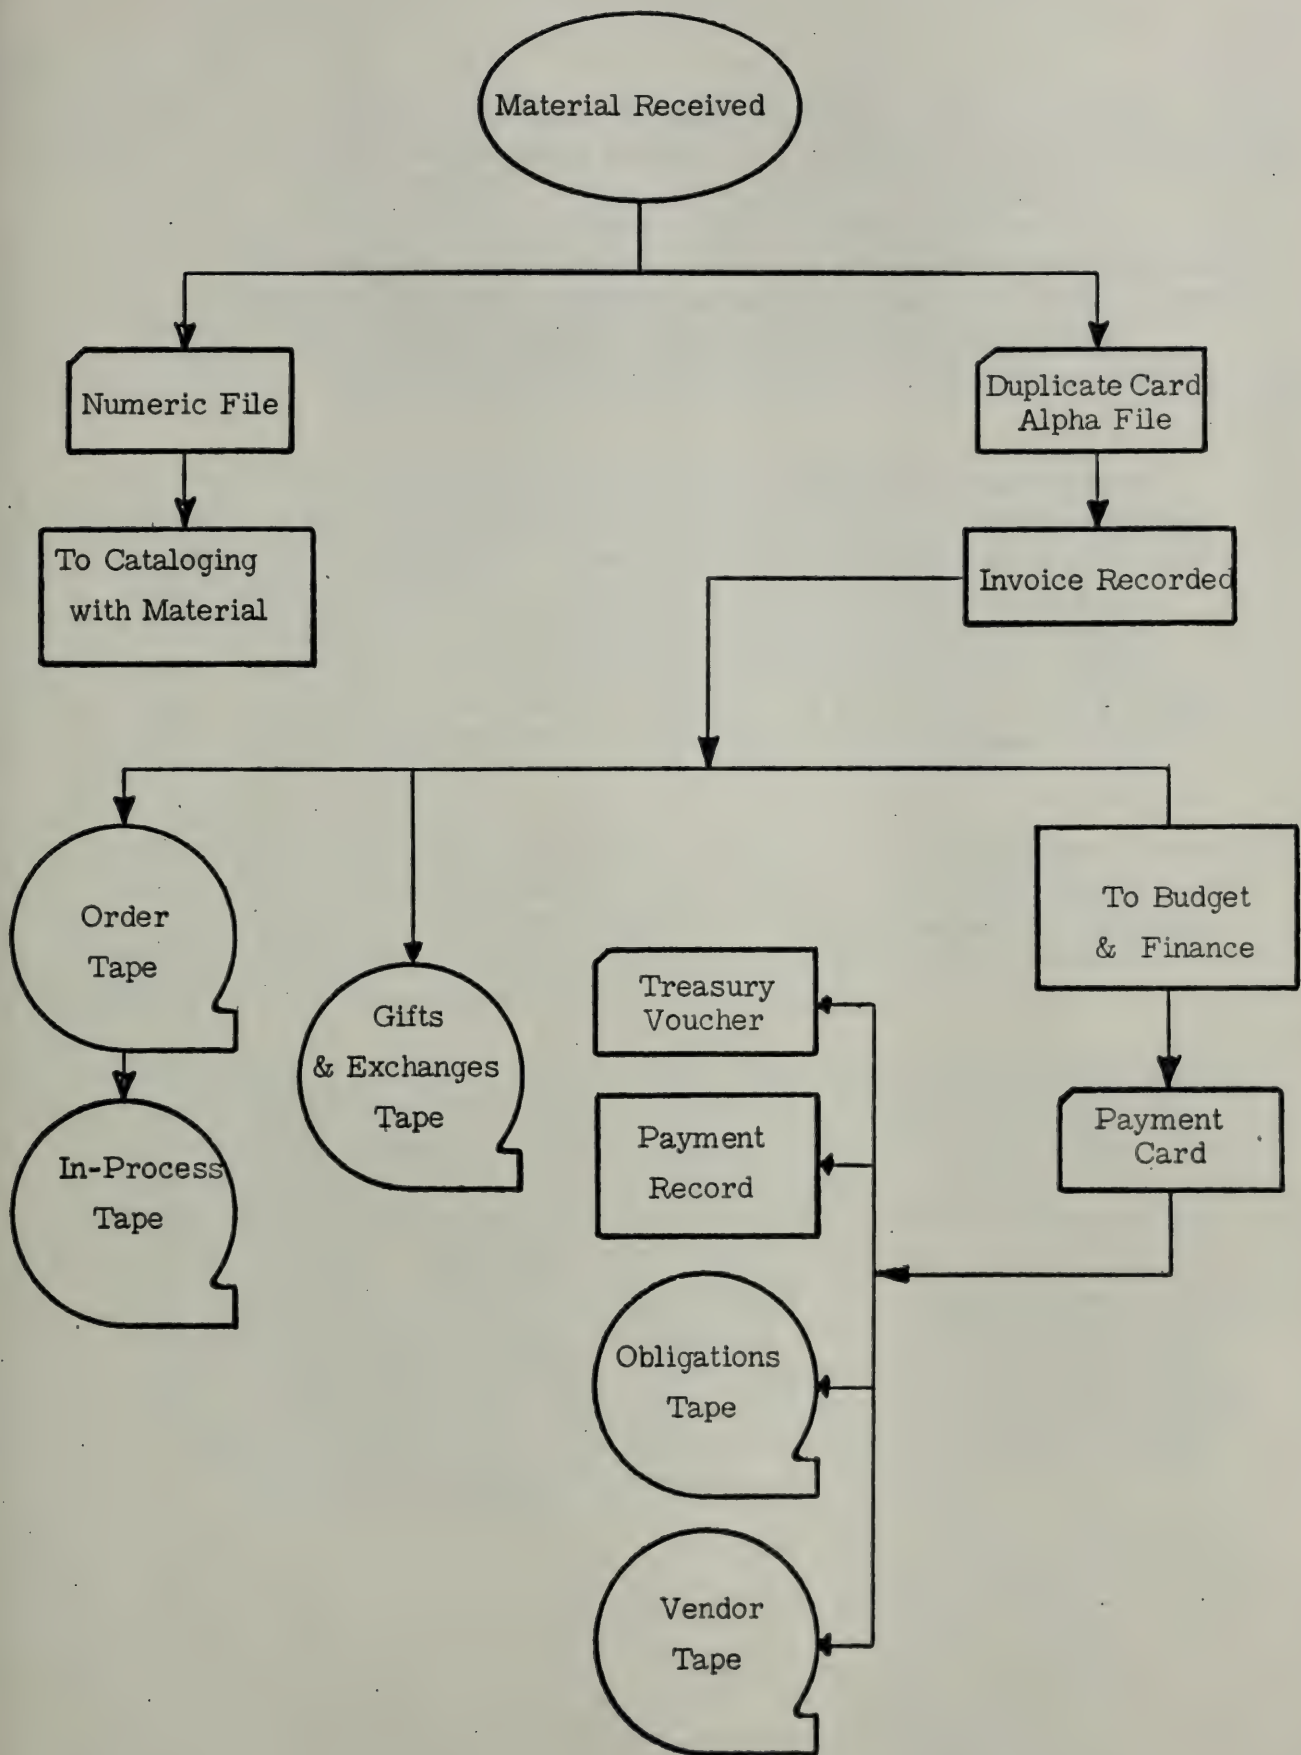 Material Received
Numeric File
Duplicate Card
Alpha File
To Cataloging
with Material
Invoice Recorded
Order
Tape
In-Process
Tape
Gifts
& Exchanges
Tape
To Budget
& Finance
Treasury
Voucher
Payment
Card
Payment
Record
Obligations
Tape
Vendor
Tape